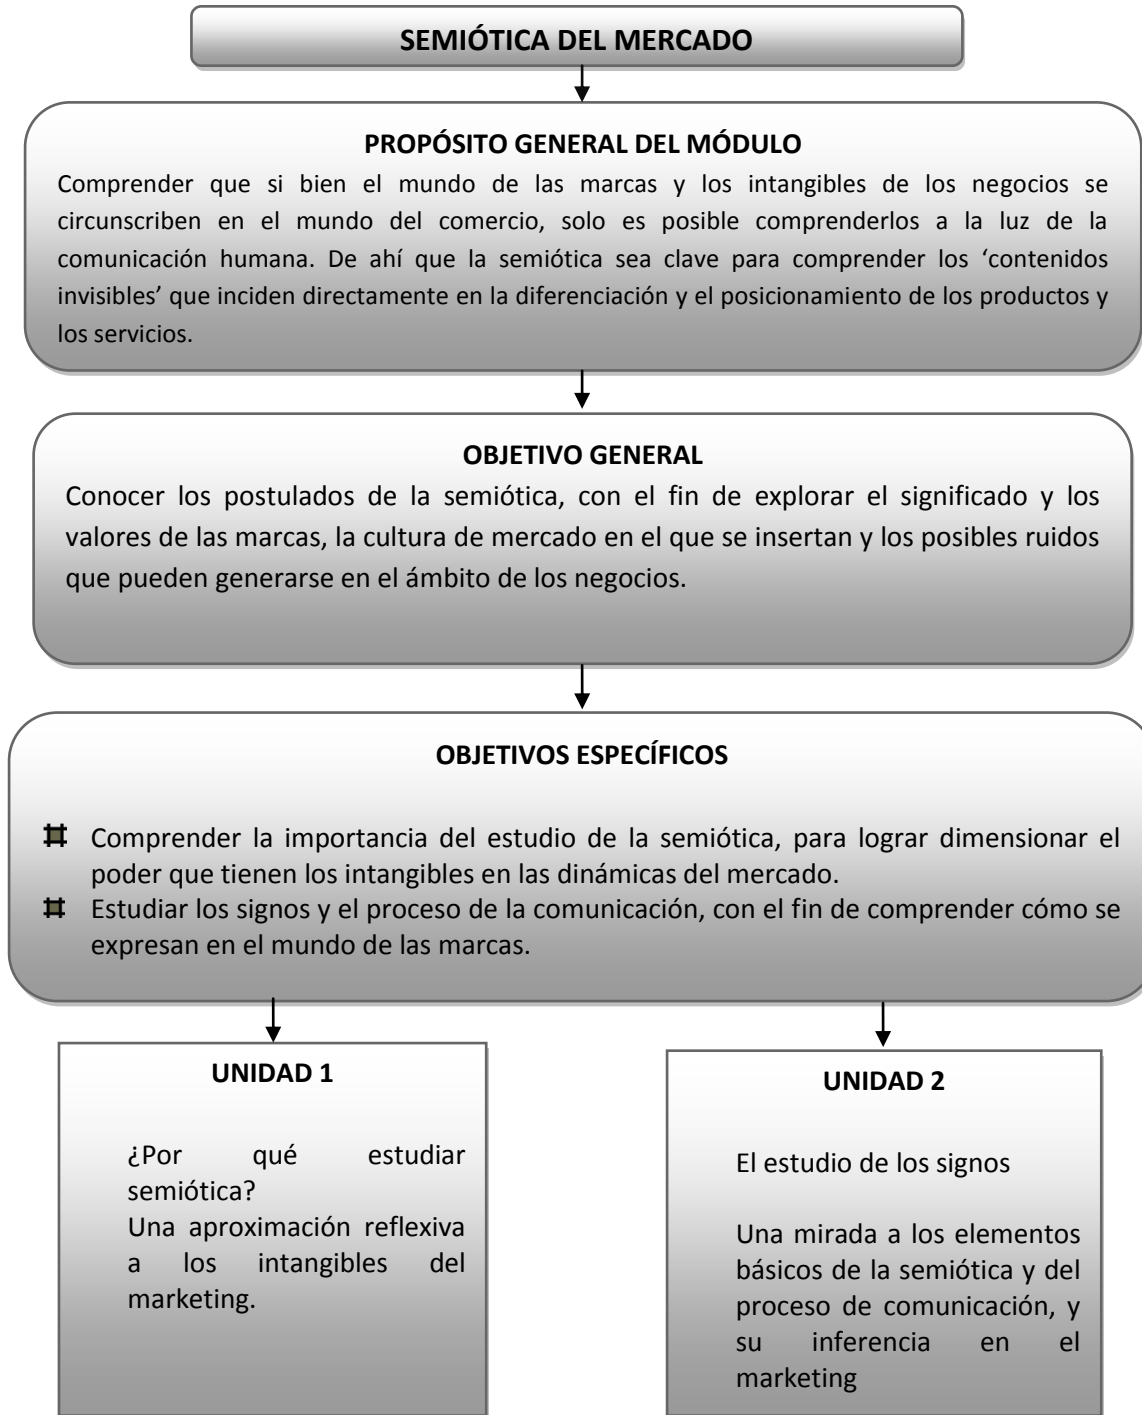 SEMIÓTICA DEL MERCADO
PROPÓSITO GENERAL DEL MÓDULO
Comprender que si bien el mundo de las marcas y los intangibles de los negocios se
circunscriben en el mundo del comercio, solo es posible comprenderlos a la luz de la
comunicación humana. De ahí que la semiótica sea clave para comprender los ‘contenidos
invisibles’ que inciden directamente en la diferenciación y el posicionamiento de los productos y
los servicios.
OBJETIVO GENERAL
Conocer los postulados de la semiótica, con el fin de explorar el significado y los
valores de las marcas, la cultura de mercado en el que se insertan y los posibles ruidos
que pueden generarse en el ámbito de los negocios.
OBJETIVOS ESPECÍFICOS
Comprender la importancia del estudio de la semiótica, para lograr dimensionar el
poder que tienen los intangibles en las dinámicas del mercado.
Estudiar los signos y el proceso de la comunicación, con el fin de comprender cómo se
expresan en el mundo de las marcas.
UNIDAD 1
¿Por qué estudiar
semiótica?
Una aproximación reflexiva
a los intangibles del
marketing.
UNIDAD 2
El estudio de los signos
Una mirada a los elementos
básicos de la semiótica y del
proceso de comunicación, y
su inferencia en el
marketing